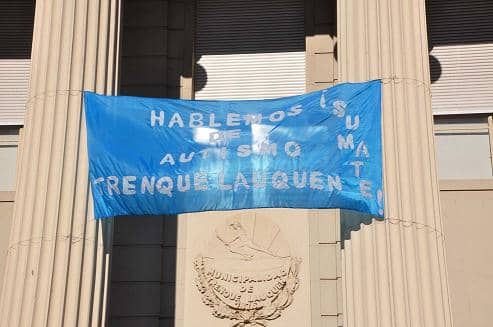 HABLEMOS
DE
AUTISMO
TRENQUE LAUQUEN
¡SUMATE!
MUNICIPALIDAD
DE
TRENQUE LAUQUEN